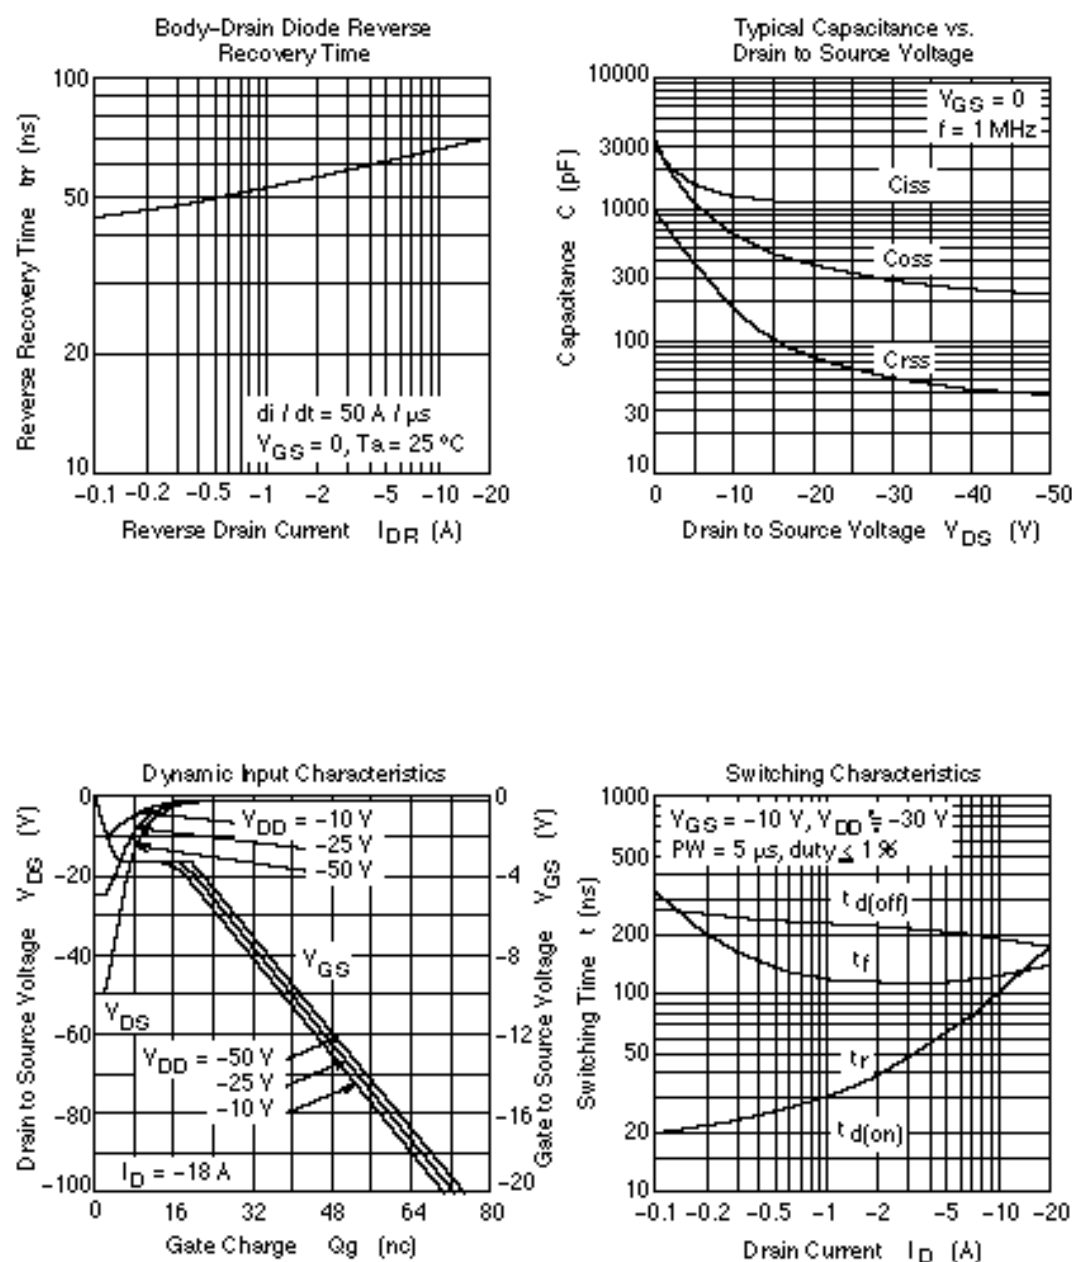 Body–Drain Diode Reverse
Recovery Time
100
50
20
10
Reverse Recovery Time trr (ns)
di / dt = 50 A / µs
VGS = 0, Ta = 25 °C
–0.1 –0.2 –0.5 –1 –2 –5 –10 –20
Reverse Drain Current IDR (A)
Typical Capacitance vs.
Drain to Source Voltage
10000
3000
1000
300
100
30
10
Capacitance C (pF)
VGS = 0
f = 1 MHz
Ciss
Coss
Crss
0 –10 –20 –30 –40 –50
Drain to Source Voltage VDS (V)
Dynamic Input Characteristics
0
–20
–40
–60
–80
–100
Drain to Source Voltage VDS (V)
VDD = –10 V
–25 V
–50 V
VGS
VDS
VDD = –50 V
–25 V
–10 V
ID = –18 A
0
–4
–8
–12
–16
–20
Gate to Source Voltage VGS (V)
0 16 32 48 64 80
Gate Charge Qg (nc)
Switching Characteristics
1000
500
200
100
50
20
10
Switching Time t (ns)
VGS = –10 V, VDD ≒ –30 V
PW = 5 µs, duty ≤ 1 %
td(off)
tf
tr
td(on)
–0.1 –0.2 –0.5 –1 –2 –5 –10 –20
Drain Current ID (A)